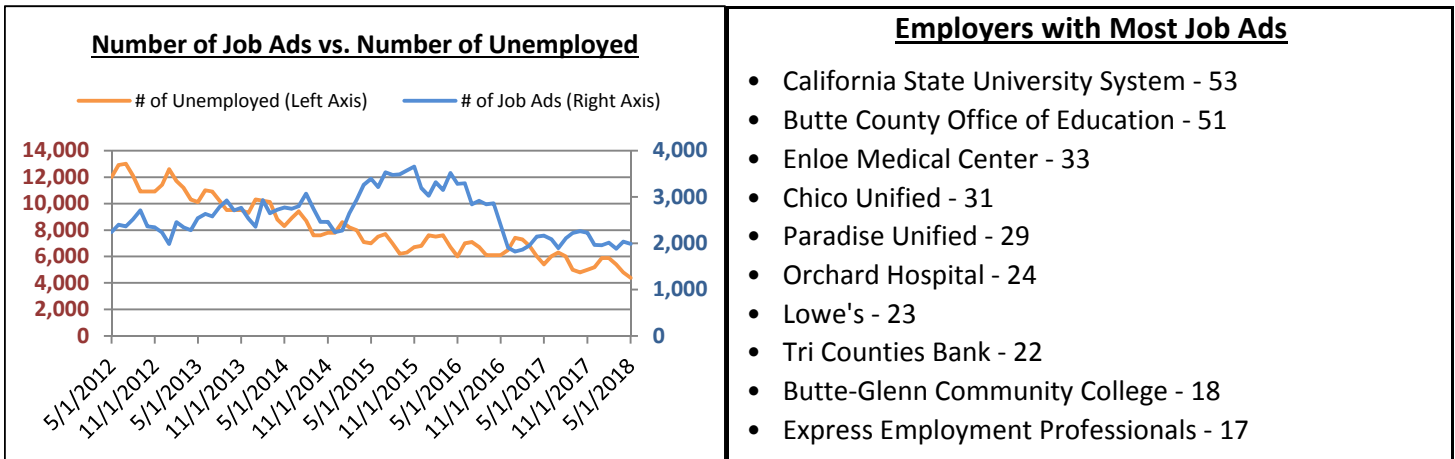 Number of Job Ads vs. Number of Unemployed
# of Unemployed (Left Axis)
# of Job Ads (Right Axis)
14,000
12,000
10,000
8,000
6,000
4,000
2,000
0
4,000
3,000
2,000
1,000
0
5/1/2012
11/1/2012
5/1/2013
11/1/2013
5/1/2014
11/1/2014
5/1/2015
11/1/2015
5/1/2016
11/1/2016
5/1/2017
11/1/2017
5/1/2018
Employers with Most Job Ads
• California State University System - 53
• Butte County Office of Education - 51
• Enloe Medical Center - 33
• Chico Unified - 31
• Paradise Unified - 29
• Orchard Hospital - 24
• Lowe's - 23
• Tri Counties Bank - 22
• Butte-Glenn Community College - 18
• Express Employment Professionals - 17